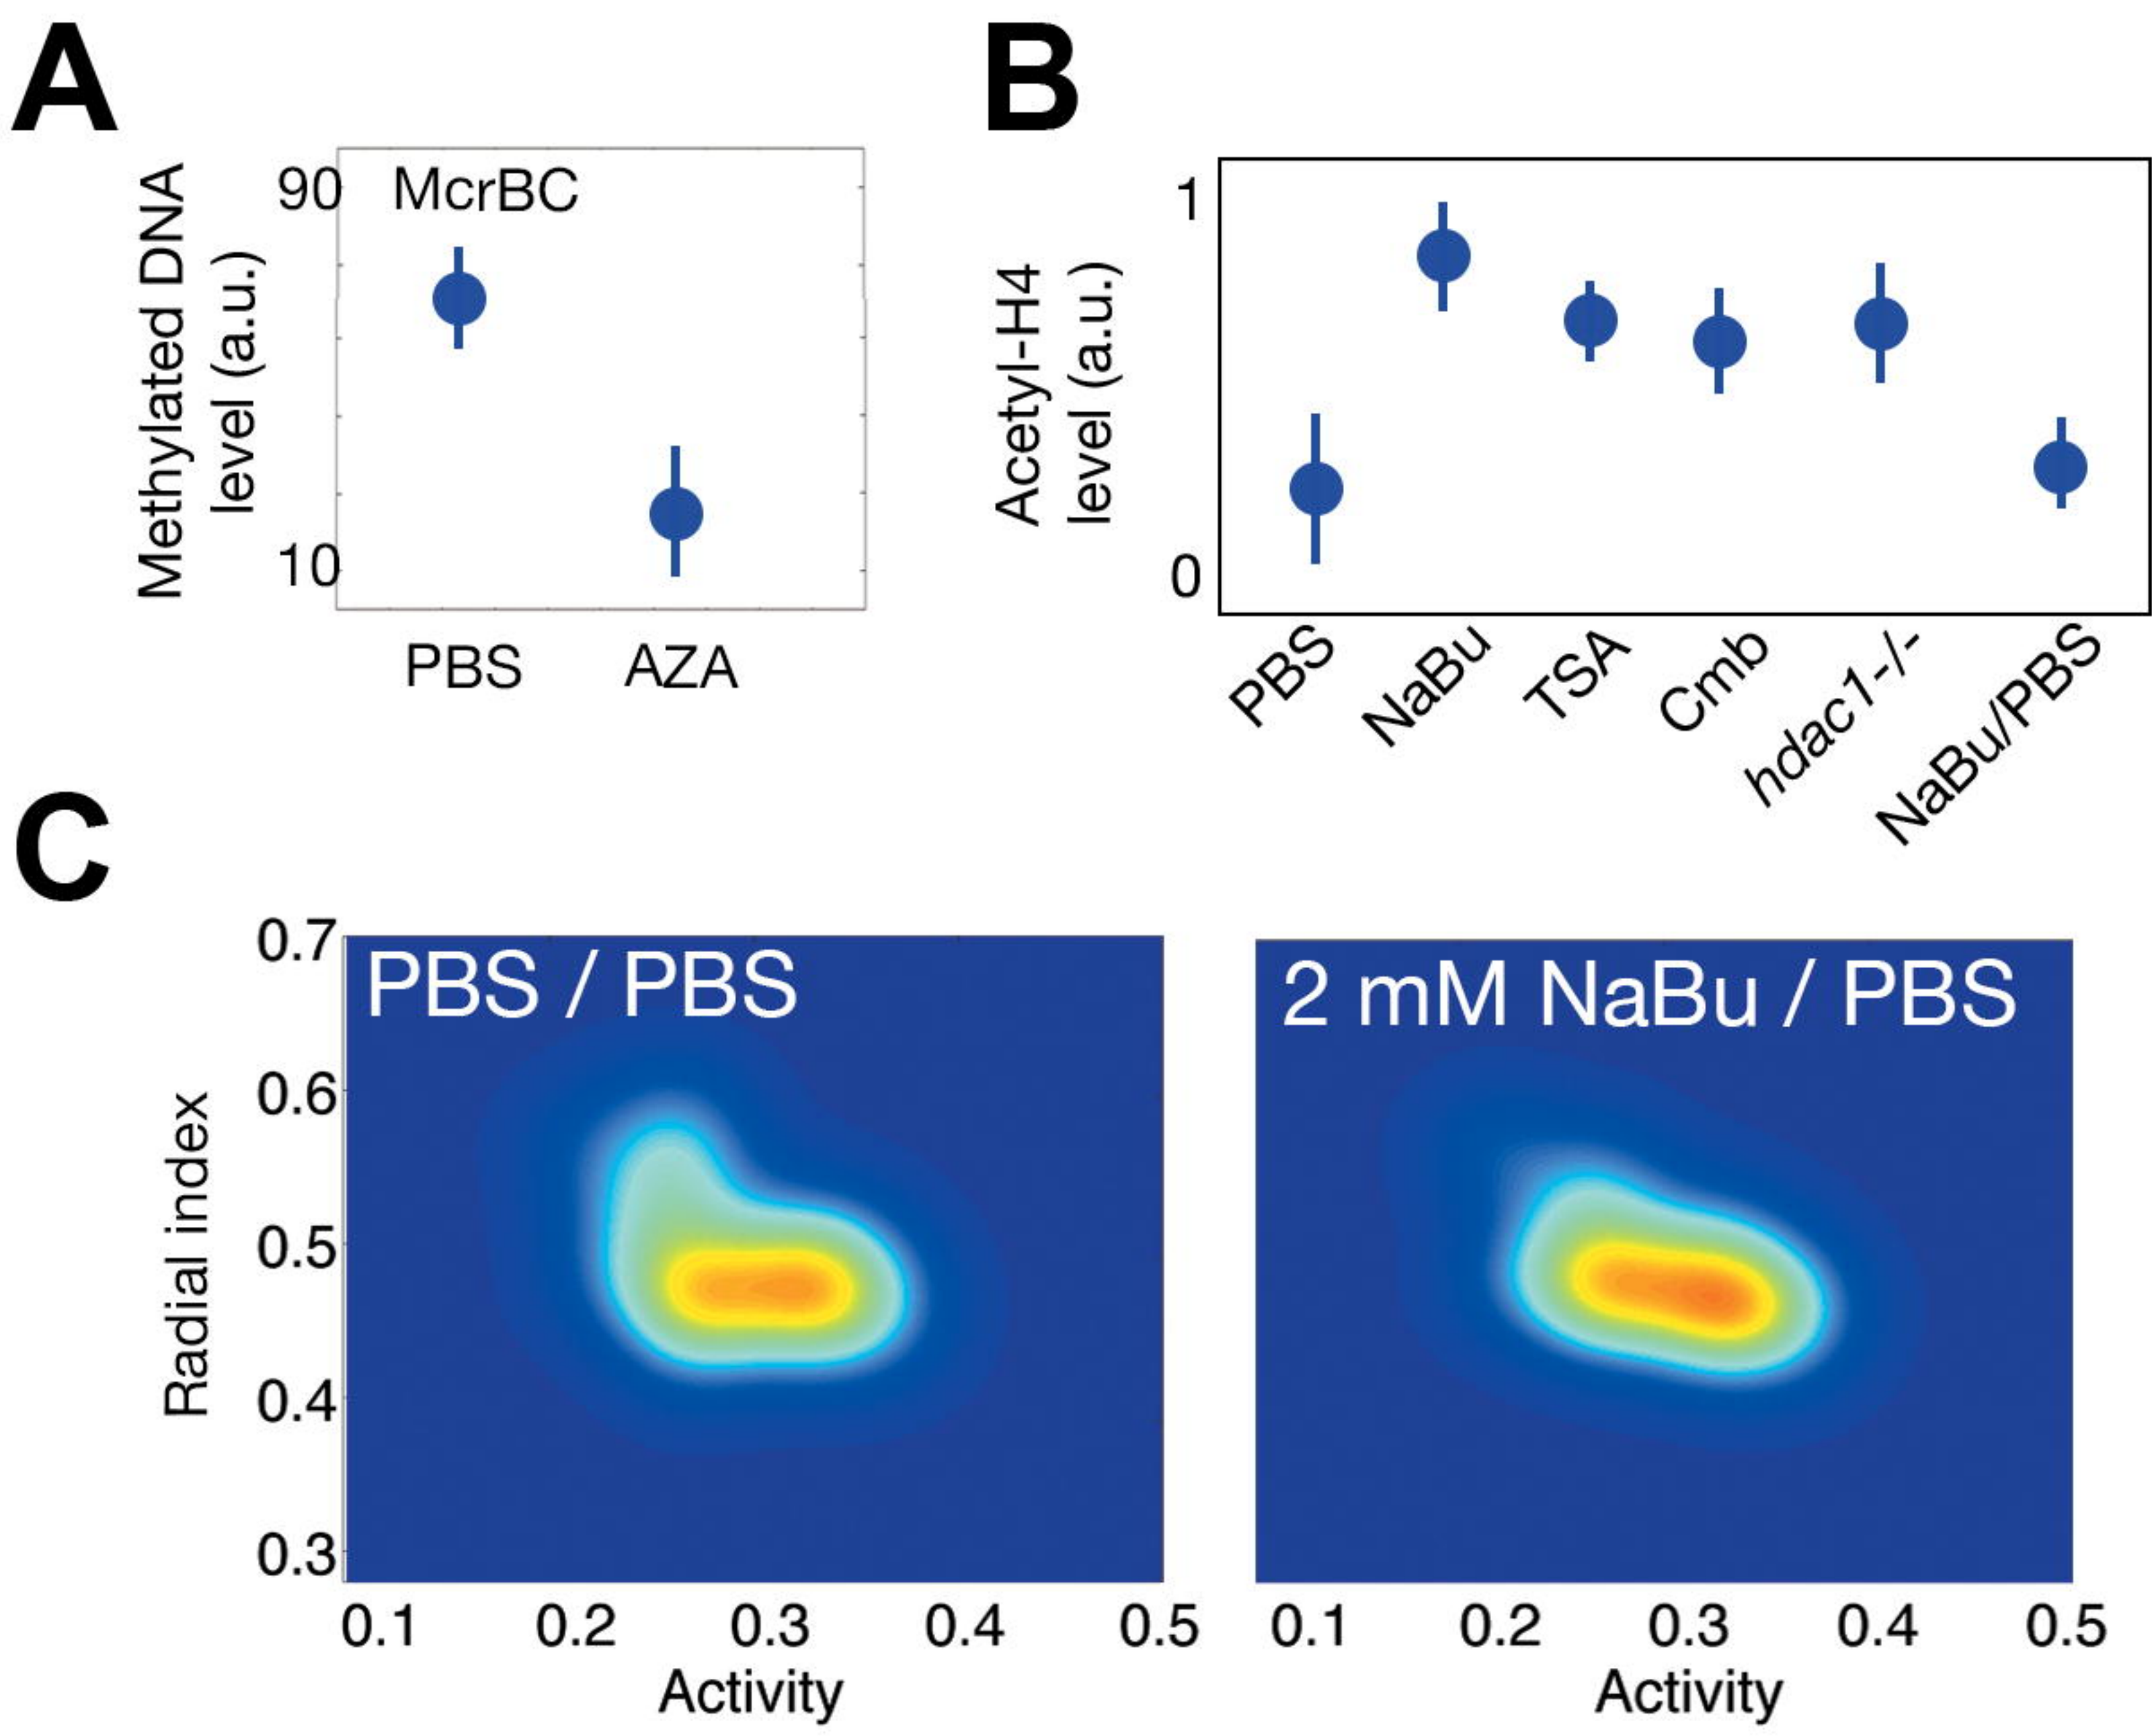 A
Methylated DNA
level (a.u.)
90
10
McrBC
PBS AZA
B
Acetyl-H4
level (a.u.)
1
0
PBS
NaBu
TSA
Cmb
hdac1-/-
NaBu/PBS
C
Radial index
0.7
0.6
0.5
0.4
0.3
PBS / PBS
0.1 0.2 0.3 0.4 0.5
Activity
2 mM NaBu / PBS
0.1 0.2 0.3 0.4 0.5
Activity